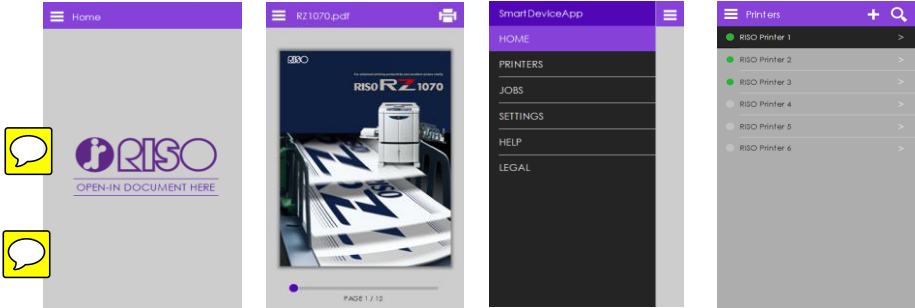 Home
RISO
OPEN-IN DOCUMENT HERE
RZ1070.pdf
RISO
RISO RZ 1070
RISO
PAGE 1 / 12
SmartDeviceApp
HOME
PRINTERS
JOBS
SETTINGS
HELP
LEGAL
Printers
RISO Printer 1 >
RISO Printer 2 >
RISO Printer 3 >
RISO Printer 4 >
RISO Printer 5 >
RISO Printer 6 >